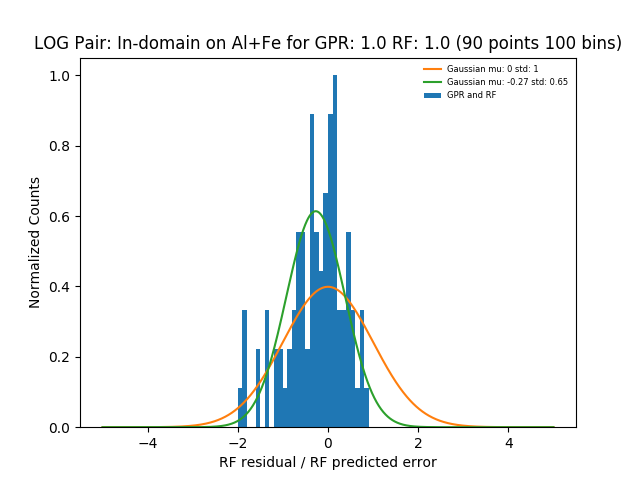 LOG Pair: In-domain on Al+Fe for GPR: 1.0 RF: 1.0 (90 points 100 bins)
Gaussian mu: 0 std: 1
Gaussian mu: -0.27 std: 0.65
GPR and RF
Normalized Counts
1.0
0.8
0.6
0.4
0.2
0.0
−4 −2 0 2 4
RF residual / RF predicted error